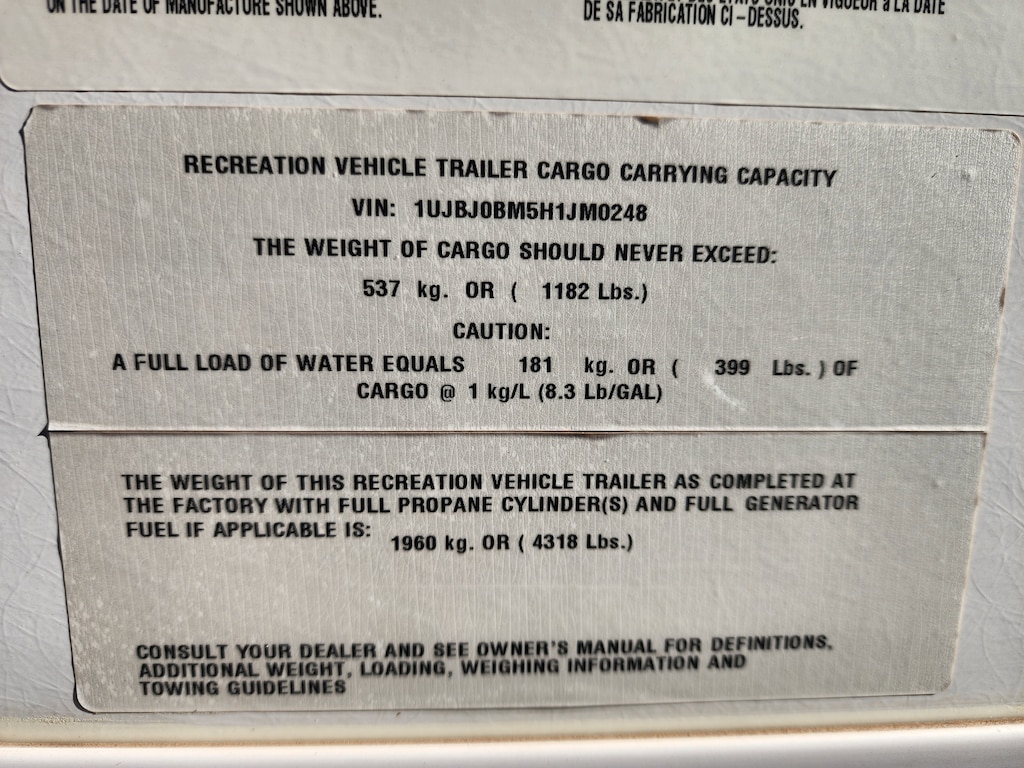 ON THE DATE OF MANUFACTURE SHOWN ABOVE.
EN VIGUEUR à LA DATE
DE SA FABRICATION CI-DESSUS.
RECREATION VEHICLE TRAILER CARGO CARRYING CAPACITY
VIN: 1UJBJ0BM5H1JM0248
THE WEIGHT OF CARGO SHOULD NEVER EXCEED:
537 kg. OR ( 1182 Lbs.)
CAUTION:
A FULL LOAD OF WATER EQUALS 181 kg. OR ( 399 Lbs. ) OF
CARGO @ 1 kg/L (8.3 Lb/GAL)
THE WEIGHT OF THIS RECREATION VEHICLE TRAILER AS COMPLETED AT
THE FACTORY WITH FULL PROPANE CYLINDER(S) AND FULL GENERATOR
FUEL IF APPLICABLE IS: 1960 kg. OR ( 4318 Lbs.)
CONSULT YOUR DEALER AND SEE OWNER'S MANUAL FOR DEFINITIONS,
ADDITIONAL WEIGHT, LOADING, WEIGHING INFORMATION AND
TOWING GUIDELINES